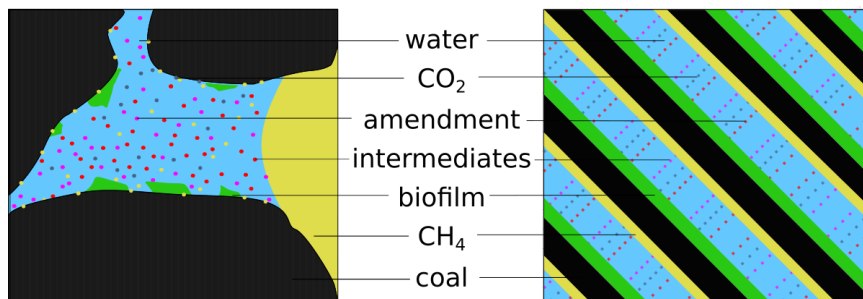 water
CO₂
amendment
intermediates
biofilm
CH₄
coal